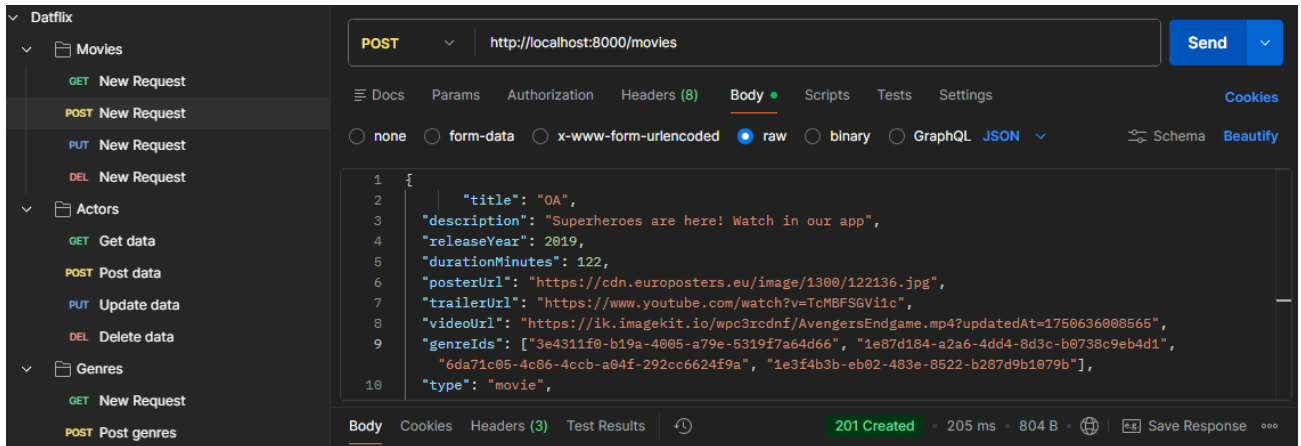 Datflix
Movies
GET New Request
POST New Request
PUT New Request
DEL New Request
Actors
GET Get data
POST Post data
PUT Update data
DEL Delete data
Genres
GET New Request
POST Post genres
POST http://localhost:8000/movies Send
Docs Params Authorization Headers (8) Body Scripts Tests Settings Cookies
none form-data x-www-form-urlencoded raw binary GraphQL JSON Schema Beautify
1 {
2 "title": "OA",
3 "description": "Superheroes are here! Watch in our app",
4 "releaseYear": 2019,
5 "durationMinutes": 122,
6 "posterUrl": "https://cdn.europosters.eu/image/1300/122136.jpg",
7 "trailerUrl": "https://www.youtube.com/watch?v=TcMBFSGVi1c",
8 "videoUrl": "https://ik.imagekit.io/wpc3rcdnf/AvengersEndgame.mp4?updatedAt=1750636008565",
9 "genreIds": ["3e4311f0-b19a-4005-a79e-5319f7a64d66", "1e87d184-a2a6-4dd4-8d3c-b0738c9eb4d1",
"6da71c05-4c86-4ccb-a04f-292cc6624f9a", "1e3f4b3b-eb02-483e-8522-b287d9b1079b"],
10 "type": "movie",
Body Cookies Headers (3) Test Results 201 Created 205 ms 804 B e.g. Save Response